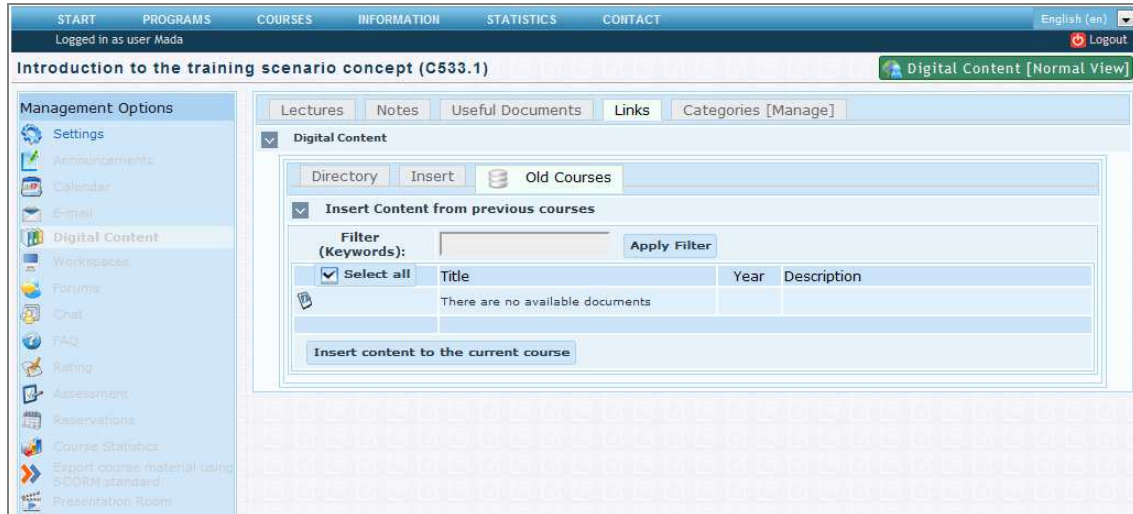 START PROGRAMS COURSES INFORMATION STATISTICS CONTACT English (en)
Logged in as user Mada Logout
Introduction to the training scenario concept (C533.1) Digital Content [Normal View]
Management Options
Settings
Announcements
Calendar
E-mail
Digital Content
Workspaces
Forums
Chat
FAQ
Rating
Assessment
Reservations
Course Statistics
Export course material using
SCORM standard
Presentation Room
Lectures Notes Useful Documents Links Categories [Manage]
Digital Content
Directory Insert Old Courses
Insert Content from previous courses
Filter
(Keywords): Apply Filter
Select all Title Year Description
There are no available documents
Insert content to the current course